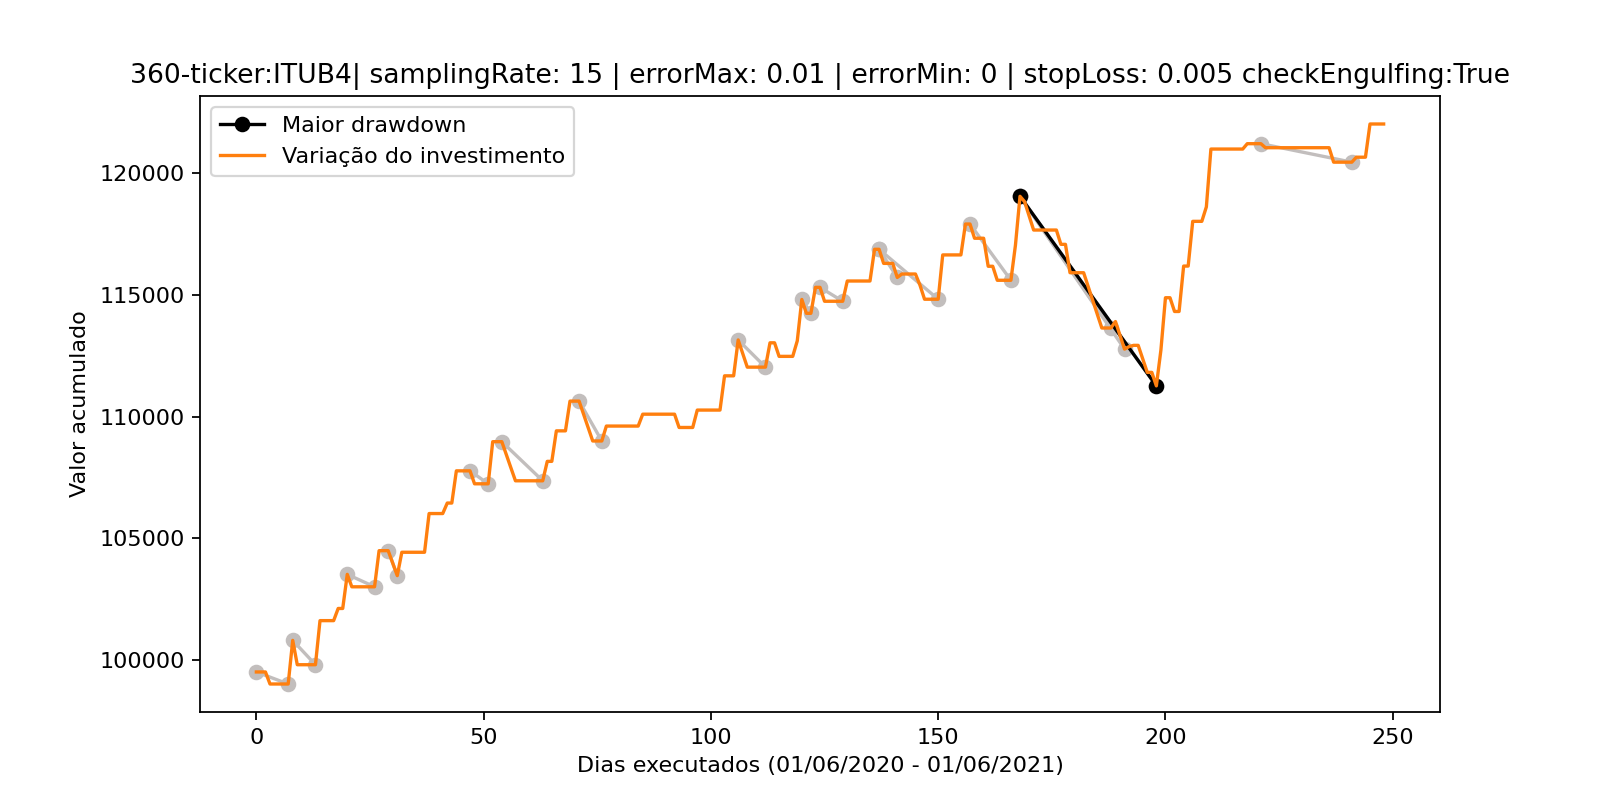 360-ticker:ITUB4| samplingRate: 15 | errorMax: 0.01 | errorMin: 0 | stopLoss: 0.005 checkEngulfing:True
Maior drawdown
Variação do investimento
Valor acumulado
120000
115000
110000
105000
100000
0 50 100 150 200 250
Dias executados (01/06/2020 - 01/06/2021)